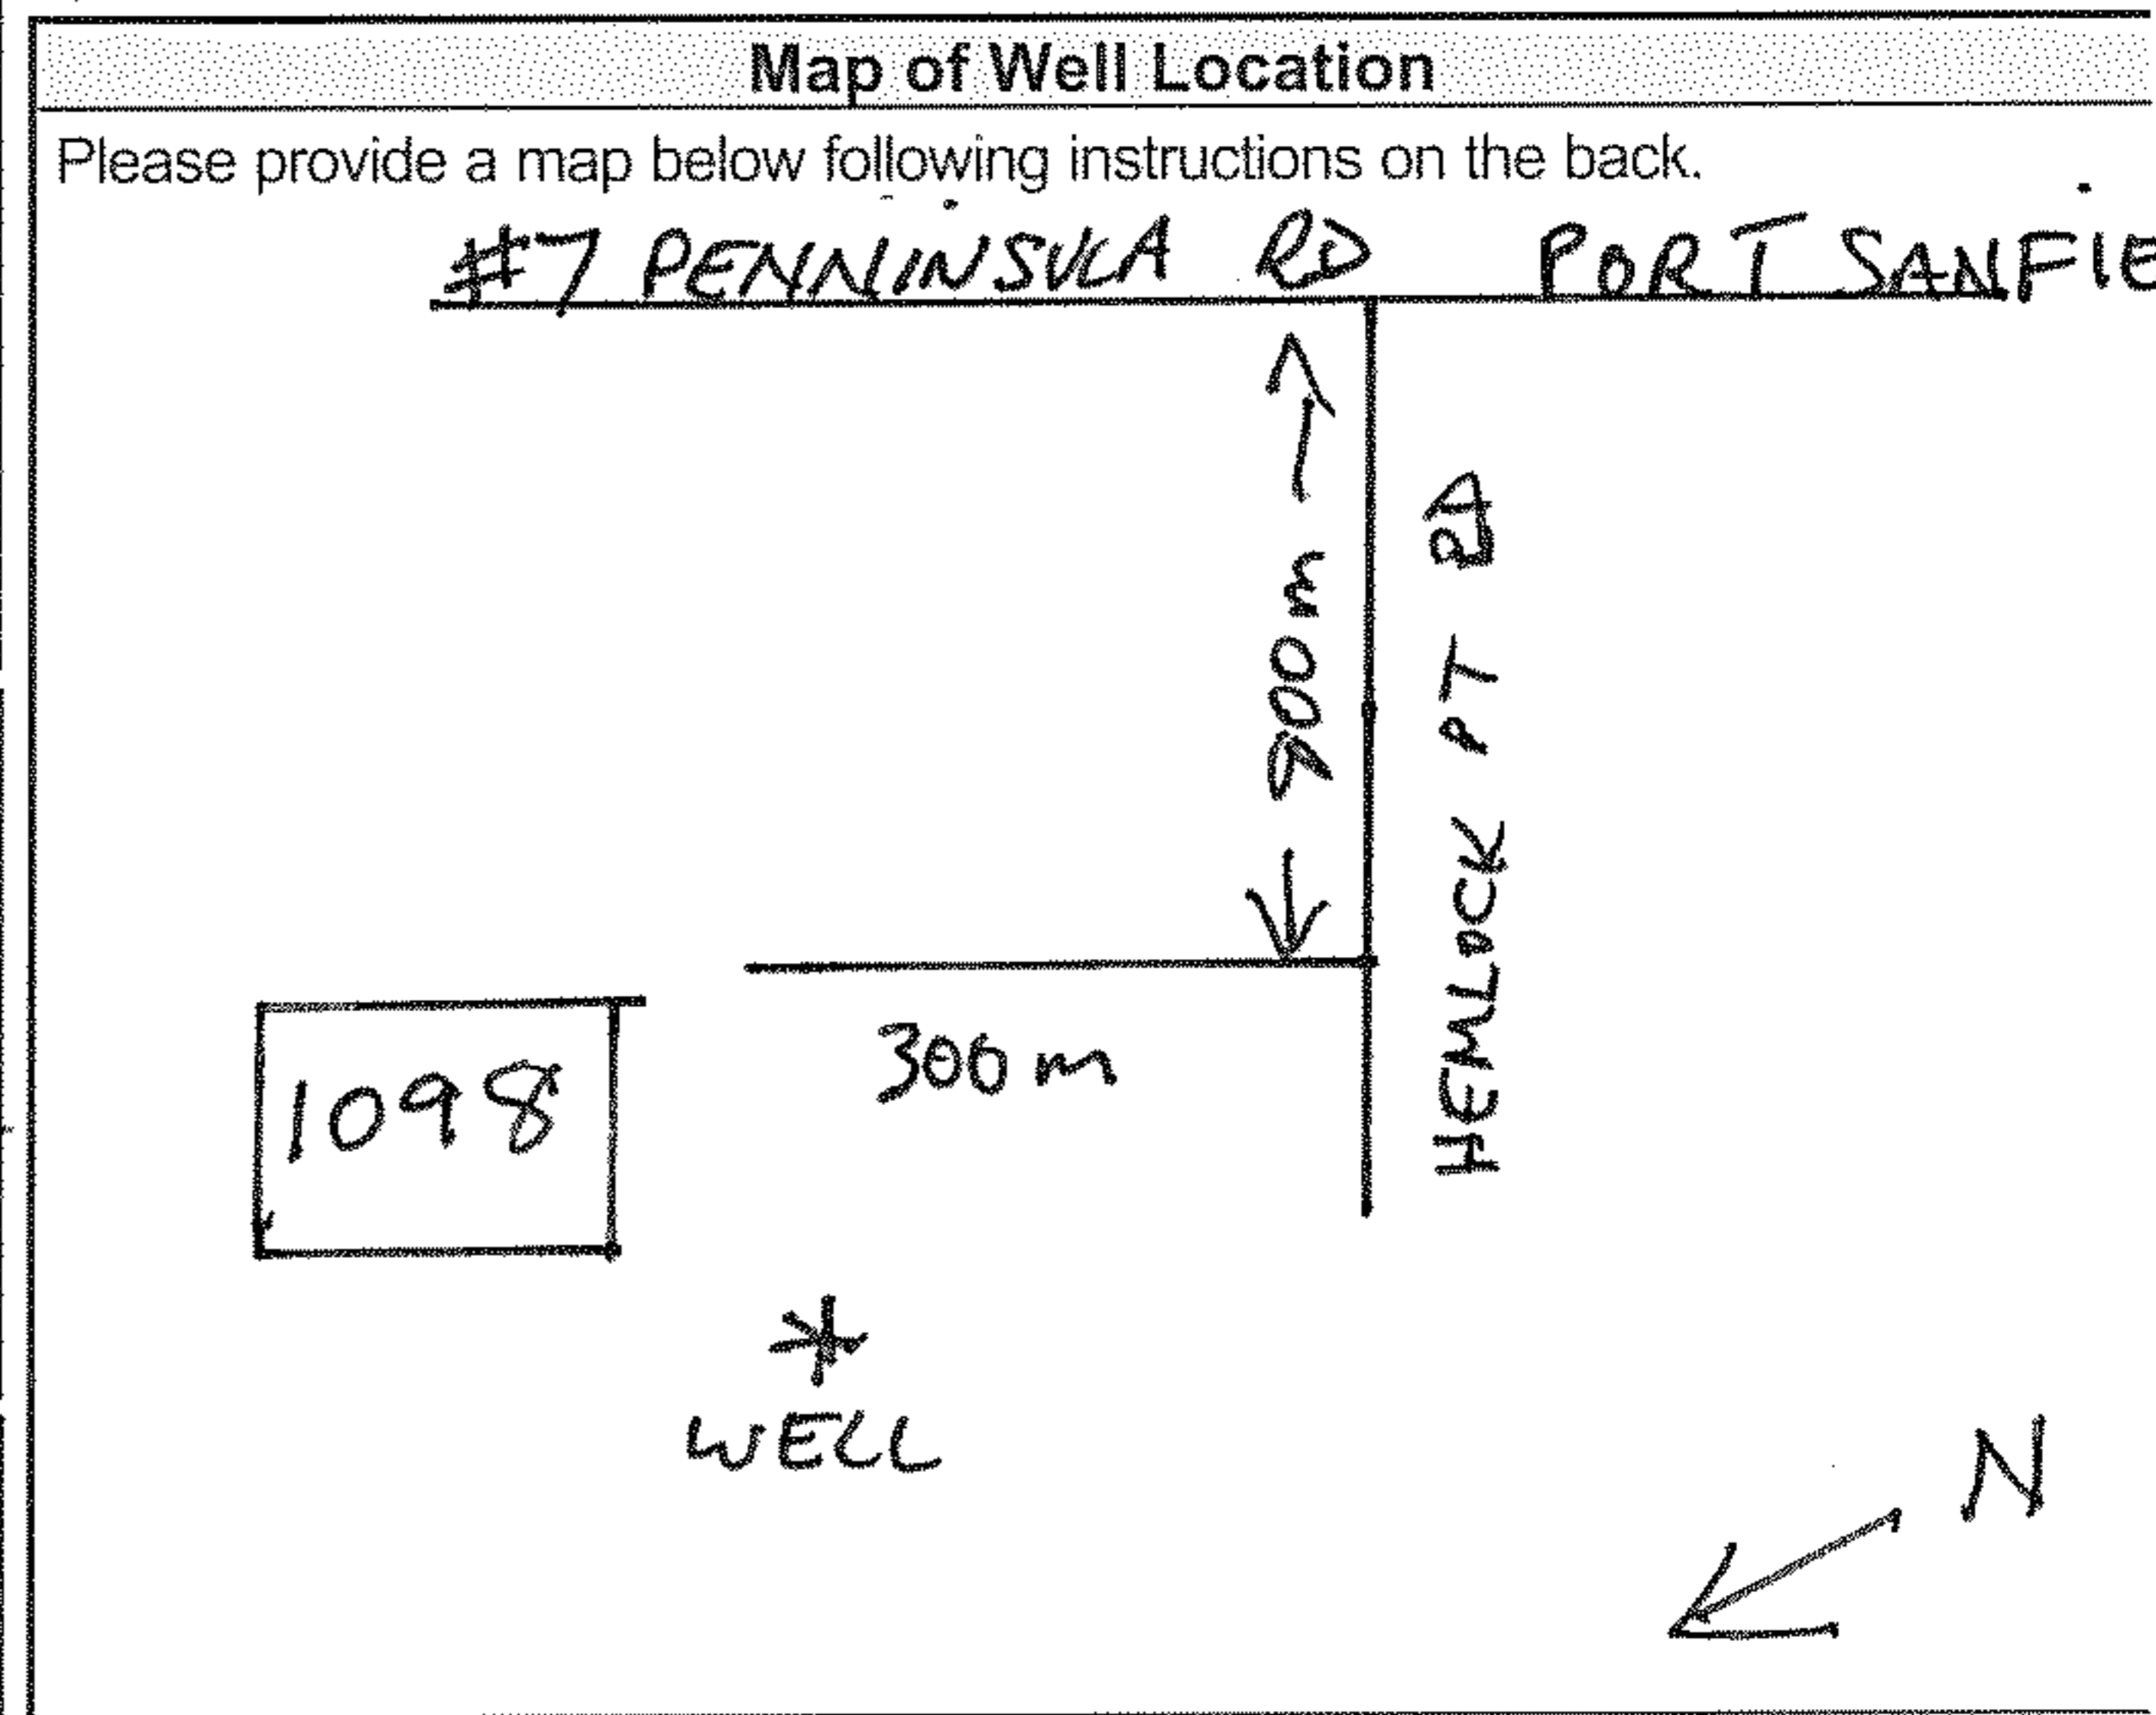 Map of Well Location
Please provide a map below following instructions on the back.
#7 PENNINSULA RD PORT SANFIE
900m
HEMLOCK PT RD
300 m
1098
WELL
N